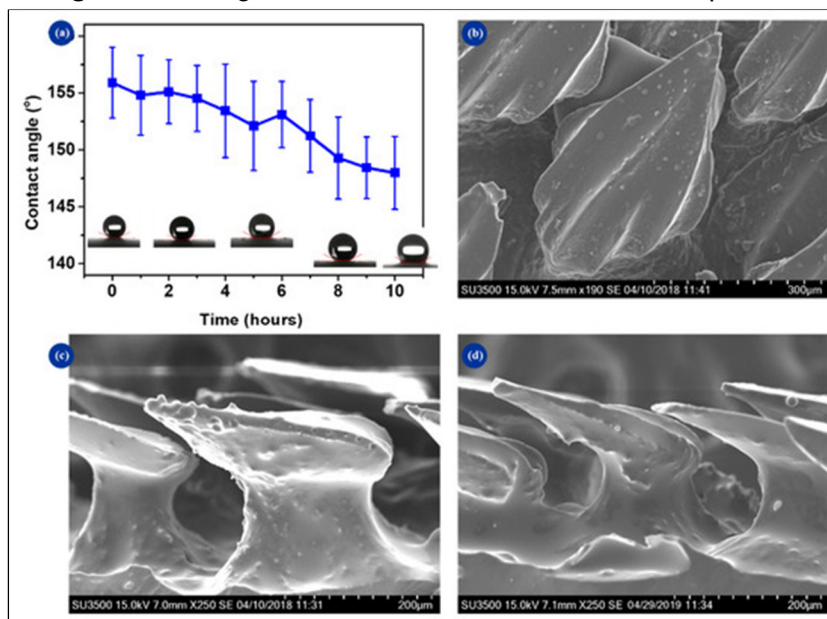 (a)
155
150
145
140
Contact angle (°)
0 2 4 6 8 10
Time (hours)
(b)
SU3500 15.0kV 7.5mm x190 SE 04/10/2018 11:41 300µm
(c)
SU3500 15.0kV 7.0mm X250 SE 04/10/2018 11:31 200µm
(d)
SU3500 15.0kV 7.1mm X250 SE 04/29/2019 11:34 200µm